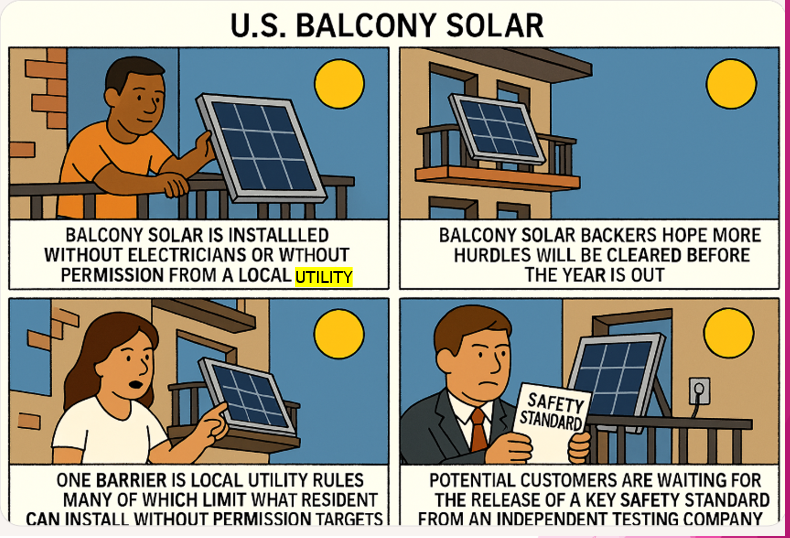 U.S. BALCONY SOLAR
BALCONY SOLAR IS INSTALLLED
WITHOUT ELECTRICIANS OR WTHOUT
PERMISSION FROM A LOCAL UTILITY
BALCONY SOLAR BACKERS HOPE MORE
HURDLES WILL BE CLEARED BEFORE
THE YEAR IS OUT
ONE BARRIER IS LOCAL UTILITY RULES
MANY OF WHICH LIMIT WHAT RESIDENT
CAN INSTALL WITHOUT PERMISSION TARGETS
SAFETY
STANDARD
POTENTIAL CUSTOMERS ARE WAITING FOR
THE RELEASE OF A KEY SAFETY STANDARD
FROM AN INDEPENDENT TESTING COMPANY